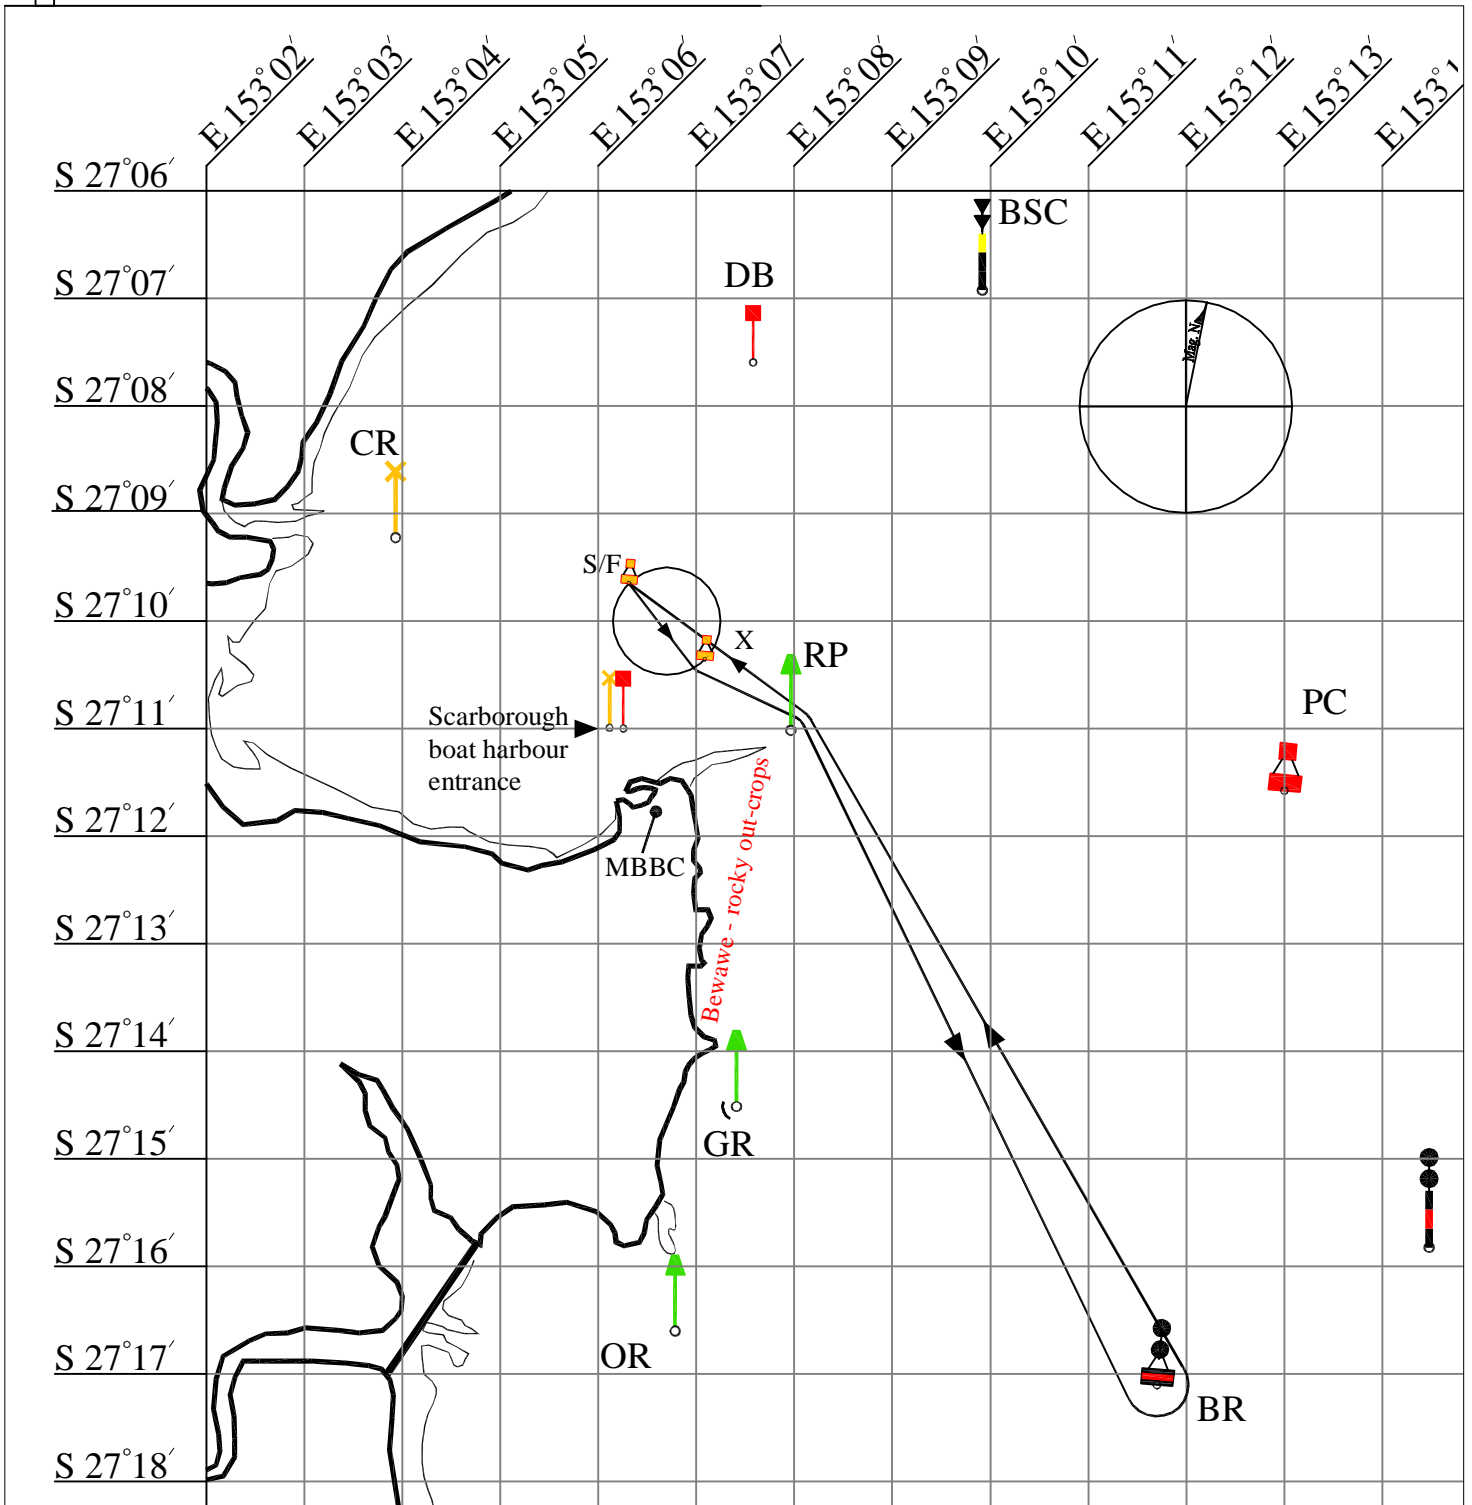 E 153°02′
E 153°03′
E 153°04′
E 153°05′
E 153°06′
E 153°07′
E 153°08′
E 153°09′
E 153°10′
E 153°11′
E 153°12′
E 153°13′
E 153°1
S 27°06′
BSC
DB
S 27°07′
Mag. N
S 27°08′
CR
S 27°09′
S/F
S 27°10′
X
RP
PC
S 27°11′
Scarborough
boat harbour
entrance
S 27°12′
MBBC
Bewawe - rocky out-crops
S 27°13′
S 27°14′
GR
S 27°15′
S 27°16′
OR
S 27°17′
BR
S 27°18′